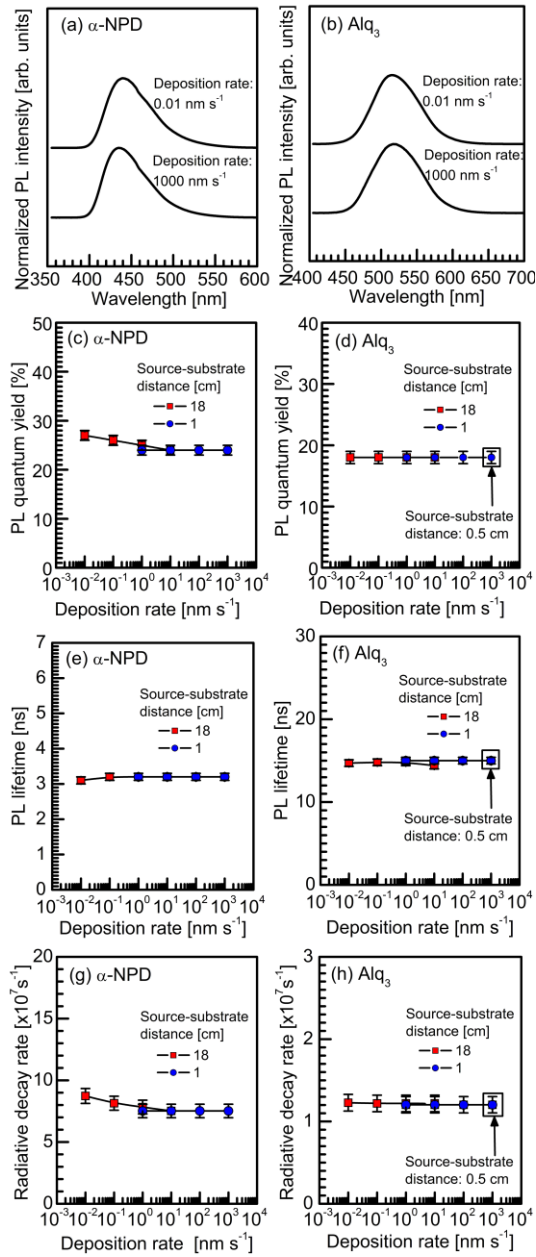 (a) α-NPD
Normalized PL intensity [arb. units]
Deposition rate:
0.01 nm s⁻¹
Deposition rate:
1000 nm s⁻¹
350 400 450 500 550 600
Wavelength [nm]
(b) Alq₃
Normalized PL intensity [arb. units]
Deposition rate:
0.01 nm s⁻¹
Deposition rate:
1000 nm s⁻¹
400 450 500 550 600 650 700
Wavelength [nm]
(c) α-NPD
PL quantum yield [%]
50
40
30
20
10
0
Source-substrate
distance [cm]
18
1
10⁻³ 10⁻² 10⁻¹ 10⁰ 10¹ 10² 10³ 10⁴
Deposition rate [nm s⁻¹]
(d) Alq₃
PL quantum yield [%]
40
30
20
10
0
Source-substrate
distance [cm]
18
1
Source-substrate
distance: 0.5 cm
10⁻³ 10⁻² 10⁻¹ 10⁰ 10¹ 10² 10³ 10⁴
Deposition rate [nm s⁻¹]
(e) α-NPD
PL lifetime [ns]
7
6
5
4
3
2
1
0
Source-substrate
distance [cm]
18
1
10⁻³ 10⁻² 10⁻¹ 10⁰ 10¹ 10² 10³ 10⁴
Deposition rate [nm s⁻¹]
(f) Alq₃
PL lifetime [ns]
30
20
10
0
Source-substrate
distance [cm]
18
1
Source-substrate
distance: 0.5 cm
10⁻³ 10⁻² 10⁻¹ 10⁰ 10¹ 10² 10³ 10⁴
Deposition rate [nm s⁻¹]
(g) α-NPD
Radiative decay rate [x10⁷s⁻¹]
20
15
10
5
0
Source-substrate
distance [cm]
18
1
10⁻³ 10⁻² 10⁻¹ 10⁰ 10¹ 10² 10³ 10⁴
Deposition rate [nm s⁻¹]
(h) Alq₃
Radiative decay rate [x10⁷s⁻¹]
3
2
1
0
Source-substrate
distance [cm]
18
1
Source-substrate
distance: 0.5 cm
10⁻³ 10⁻² 10⁻¹ 10⁰ 10¹ 10² 10³ 10⁴
Deposition rate [nm s⁻¹]